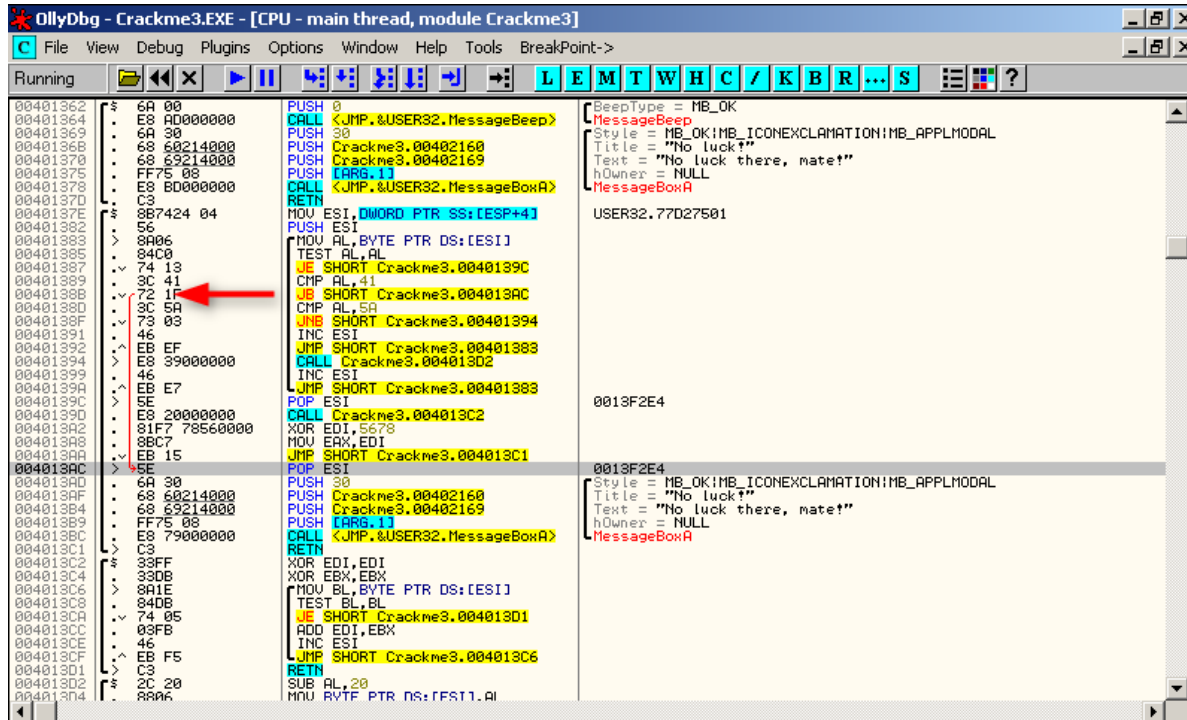 OllyDbg - Crackme3.EXE - [CPU - main thread, module Crackme3]
C File View Debug Plugins Options Window Help Tools BreakPoint->
Running L E M T W H C / K B R ... S ?
00401362 $ 6A 00 PUSH 0 BeepType = MB_OK
00401364 . E8 AD000000 CALL <JMP.&USER32.MessageBeep> MessageBeep
00401369 . 6A 30 PUSH 30 Style = MB_OK|MB_ICONEXCLAMATION|MB_APPLMODAL
0040136B . 68 60214000 PUSH Crackme3.00402160 Title = "No luck!"
00401370 . 68 69214000 PUSH Crackme3.00402169 Text = "No luck there, mate!"
00401375 . FF75 08 PUSH [ARG.1] hOwner = NULL
00401378 . E8 BD000000 CALL <JMP.&USER32.MessageBoxA> MessageBoxA
0040137D . C3 RETN
0040137E $ 8B7424 04 MOV ESI,DWORD PTR SS:[ESP+4] USER32.77D27501
00401382 . 56 PUSH ESI
00401383 > 8A06 MOV AL,BYTE PTR DS:[ESI]
00401385 . 84C0 TEST AL,AL
00401387 .v 74 13 JE SHORT Crackme3.0040139C
00401389 . 3C 41 CMP AL,41
0040138B .v 72 1F JB SHORT Crackme3.004013AC
0040138D . 3C 5A CMP AL,5A
0040138F .v 73 03 JNB SHORT Crackme3.00401394
00401391 . 46 INC ESI
00401392 .^ EB EF JMP SHORT Crackme3.00401383
00401394 > E8 39000000 CALL Crackme3.004013D2
00401399 . 46 INC ESI
0040139A .^ EB E7 JMP SHORT Crackme3.00401383
0040139C > 5E POP ESI 0013F2E4
0040139D . E8 20000000 CALL Crackme3.004013C2
004013A2 . 81F7 78560000 XOR EDI,5678
004013A8 . 8BC7 MOV EAX,EDI
004013AA .v EB 15 JMP SHORT Crackme3.004013C1
004013AC > 5E POP ESI 0013F2E4
004013AD . 6A 30 PUSH 30 Style = MB_OK|MB_ICONEXCLAMATION|MB_APPLMODAL
004013AF . 68 60214000 PUSH Crackme3.00402160 Title = "No luck!"
004013B4 . 68 69214000 PUSH Crackme3.00402169 Text = "No luck there, mate!"
004013B9 . FF75 08 PUSH [ARG.1] hOwner = NULL
004013BC . E8 79000000 CALL <JMP.&USER32.MessageBoxA> MessageBoxA
004013C1 > C3 RETN
004013C2 $ 33FF XOR EDI,EDI
004013C4 . 33DB XOR EBX,EBX
004013C6 > 8A1E MOV BL,BYTE PTR DS:[ESI]
004013C8 . 84DB TEST BL,BL
004013CA .v 74 05 JE SHORT Crackme3.004013D1
004013CC . 03FB ADD EDI,EBX
004013CE . 46 INC ESI
004013CF .^ EB F5 JMP SHORT Crackme3.004013C6
004013D1 > C3 RETN
004013D2 $ 2C 20 SUB AL,20
004013D4 . 8806 MOV BYTE PTR DS:[ESI],AL